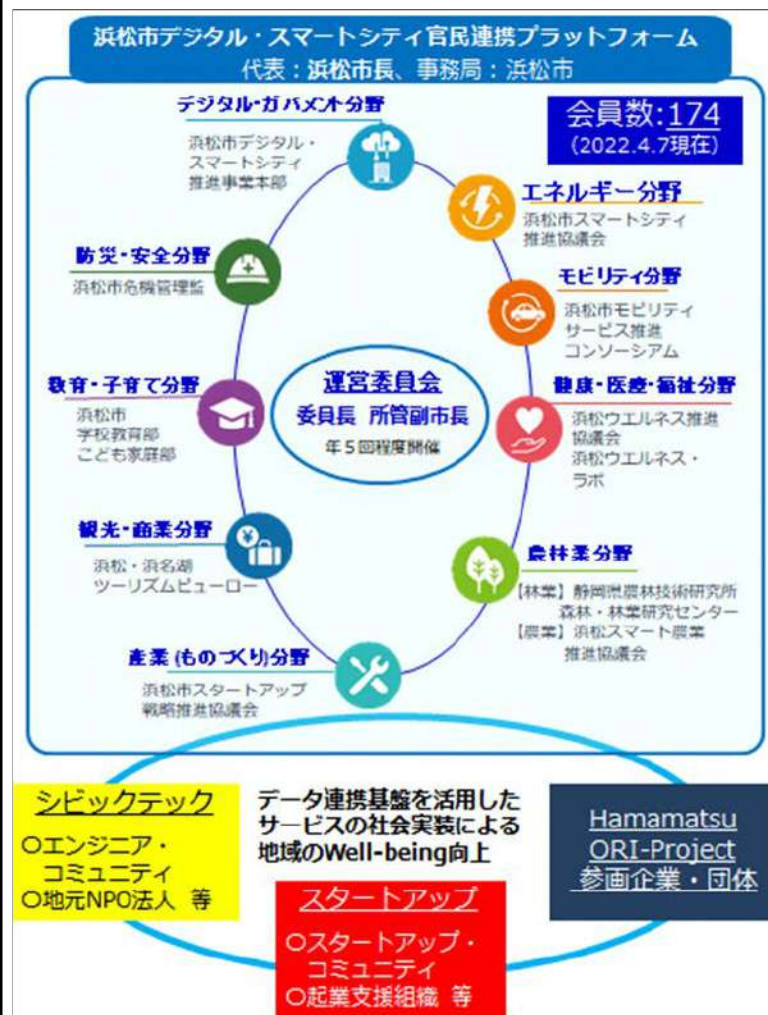 浜松市デジタル・スマートシティ官民連携プラットフォーム
代表：浜松市長、事務局：浜松市
会員数:174
(2022.4.7現在)
デジタル・ガバメント分野
浜松市デジタル・
スマートシティ
推進事業本部
エネルギー分野
浜松市スマートシティ
推進協議会
モビリティ分野
浜松市モビリティ
サービス推進
コンソーシアム
健康・医療・福祉分野
浜松ウエルネス推進
協議会
浜松ウエルネス・
ラボ
農林業分野
【林業】静岡県農林技術研究所
森林・林業研究センター
【農業】浜松スマート農業
推進協議会
産業(ものづくり)分野
浜松市スタートアップ
戦略推進協議会
観光・商業分野
浜松・浜名湖
ツーリズムビューロー
教育・子育て分野
浜松市
学校教育部
こども家庭部
防災・安全分野
浜松市危機管理監
運営委員会
委員長 所管副市長
年５回程度開催
¥
データ連携基盤を活用した
サービスの社会実装による
地域のWell-being向上
シビックテック
〇エンジニア・
コミュニティ
〇地元NPO法人 等
スタートアップ
〇スタートアップ・
コミュニティ
〇起業支援組織 等
Hamamatsu
ORI-Project
参画企業・団体